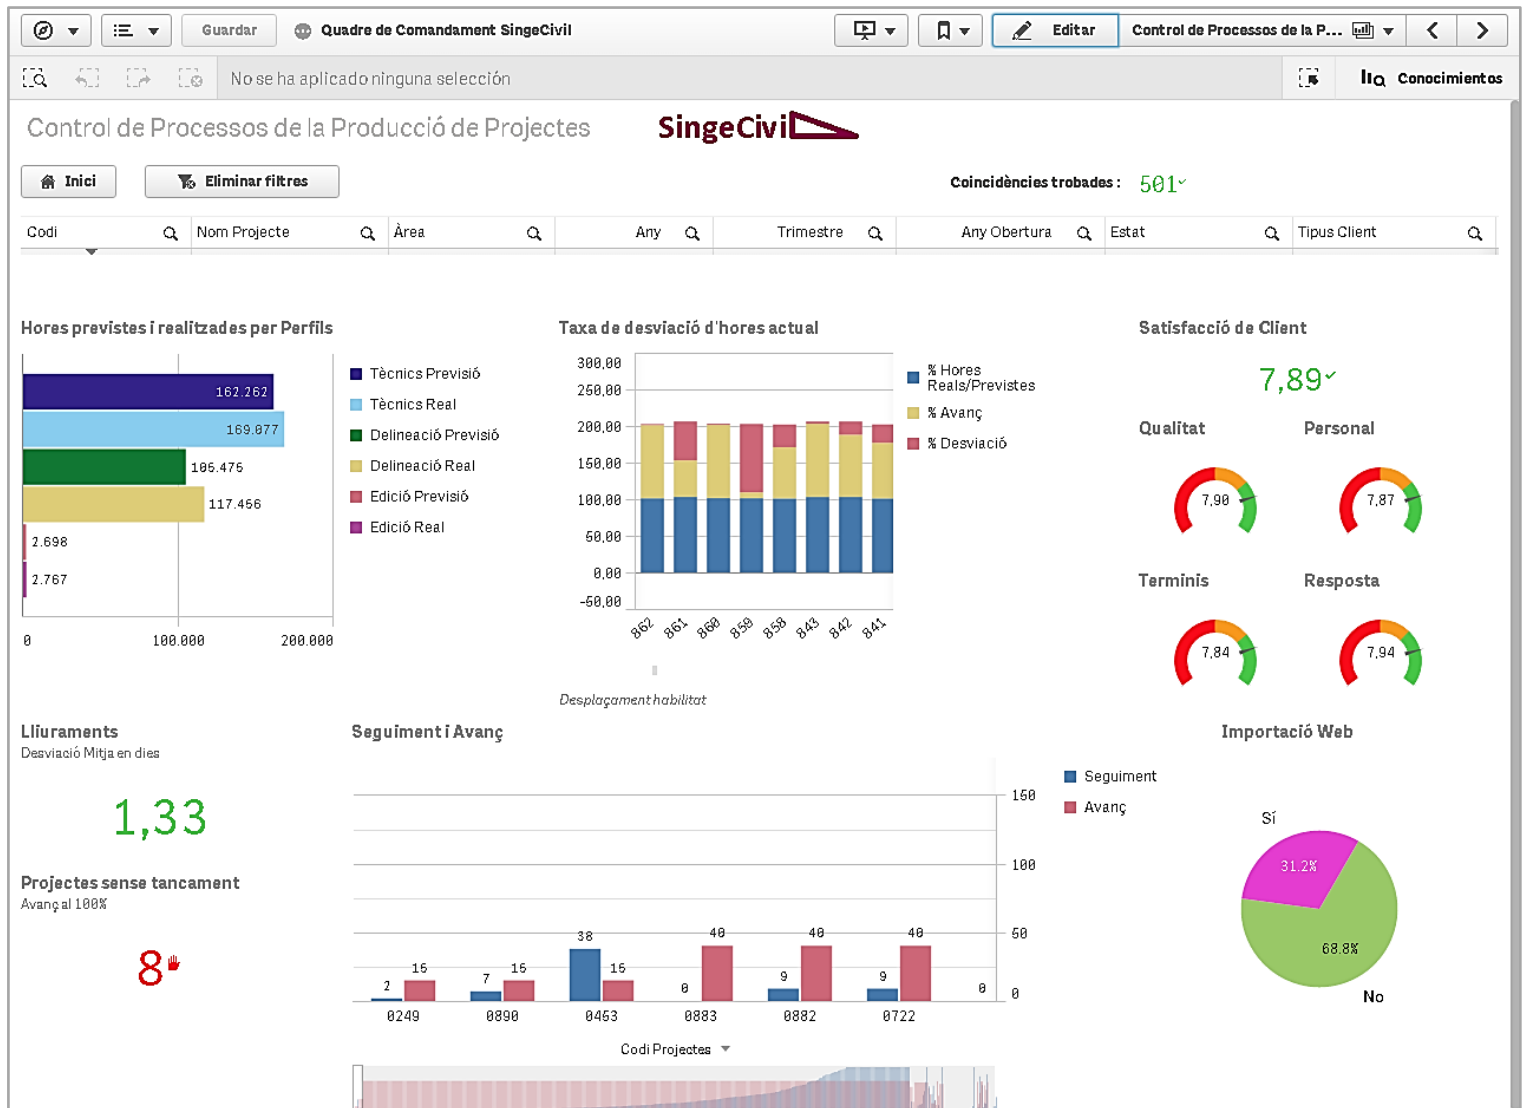 Guardar
Quadre de Comandament SingeCivil
Editar
Control de Processos de la P...
No se ha aplicado ninguna selección
Conocimientos
Control de Processos de la Producció de Projectes
SingeCivil
Inici
Eliminar filtres
Coincidències trobades : 501
Codi
Nom Projecte
Àrea
Any
Trimestre
Any Obertura
Estat
Tipus Client
Hores previstes i realitzades per Perfils
162.262
169.077
105.475
117.456
2.698
2.767
0
100.000
200.000
Tècnics Previsió
Tècnics Real
Delineació Previsió
Delineació Real
Edició Previsió
Edició Real
Taxa de desviació d'hores actual
300,00
250,00
200,00
150,00
100,00
50,00
0,00
-50,00
862
861
860
859
858
843
842
841
% Hores
Reals/Previstes
% Avanç
% Desviació
Desplaçament habilitat
Satisfacció de Client
7,89
Qualitat
Personal
7,90
7,87
Terminis
Resposta
7,84
7,94
Lliuraments
Desviació Mitja en dies
1,33
Projectes sense tancament
Avanç al 100%
8
Seguiment i Avanç
150
100
50
0
2
15
7
15
38
15
0
40
9
40
9
40
0
0249
0890
0453
0883
0882
0722
Codi Projectes
Seguiment
Avanç
Importació Web
Sí
31.2%
68.8%
No